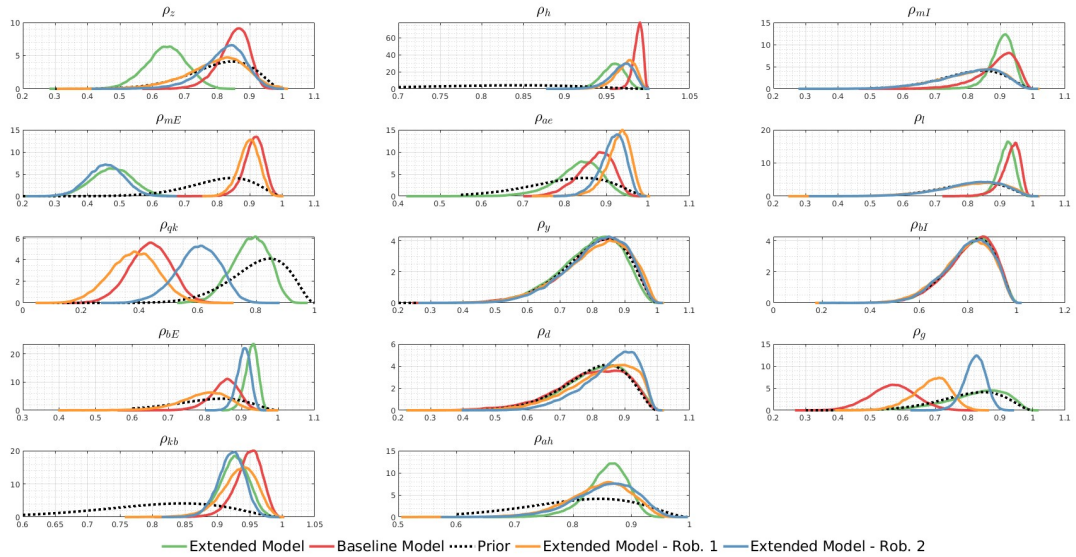 ρ_z ρ_h ρ_mI
10 5 0
0.2 0.3 0.4 0.5 0.6 0.7 0.8 0.9 1 1.1
60 40 20 0
0.7 0.75 0.8 0.85 0.9 0.95 1 1.05
15 10 5 0
0.2 0.3 0.4 0.5 0.6 0.7 0.8 0.9 1 1.1
ρ_mE ρ_ae ρ_l
15 10 5 0
0.2 0.3 0.4 0.5 0.6 0.7 0.8 0.9 1 1.1
15 10 5 0
0.4 0.5 0.6 0.7 0.8 0.9 1 1.1
20 10 0
0.2 0.3 0.4 0.5 0.6 0.7 0.8 0.9 1 1.1
ρ_qk ρ_y ρ_bI
6 4 2 0
0 0.2 0.4 0.6 0.8 1
4 2 0
0.2 0.3 0.4 0.5 0.6 0.7 0.8 0.9 1 1.1
4 2 0
0.1 0.2 0.3 0.4 0.5 0.6 0.7 0.8 0.9 1 1.1 1.2
ρ_bE ρ_d ρ_g
20 10 0
0.3 0.4 0.5 0.6 0.7 0.8 0.9 1 1.1
6 4 2 0
0.2 0.3 0.4 0.5 0.6 0.7 0.8 0.9 1 1.1
15 10 5 0
0.2 0.3 0.4 0.5 0.6 0.7 0.8 0.9 1 1.1
ρ_kb ρ_ah
20 10 0
0.6 0.65 0.7 0.75 0.8 0.85 0.9 0.95 1 1.05
15 10 5 0
0.5 0.6 0.7 0.8 0.9 1
Extended Model Baseline Model Prior Extended Model - Rob. 1 Extended Model - Rob. 2